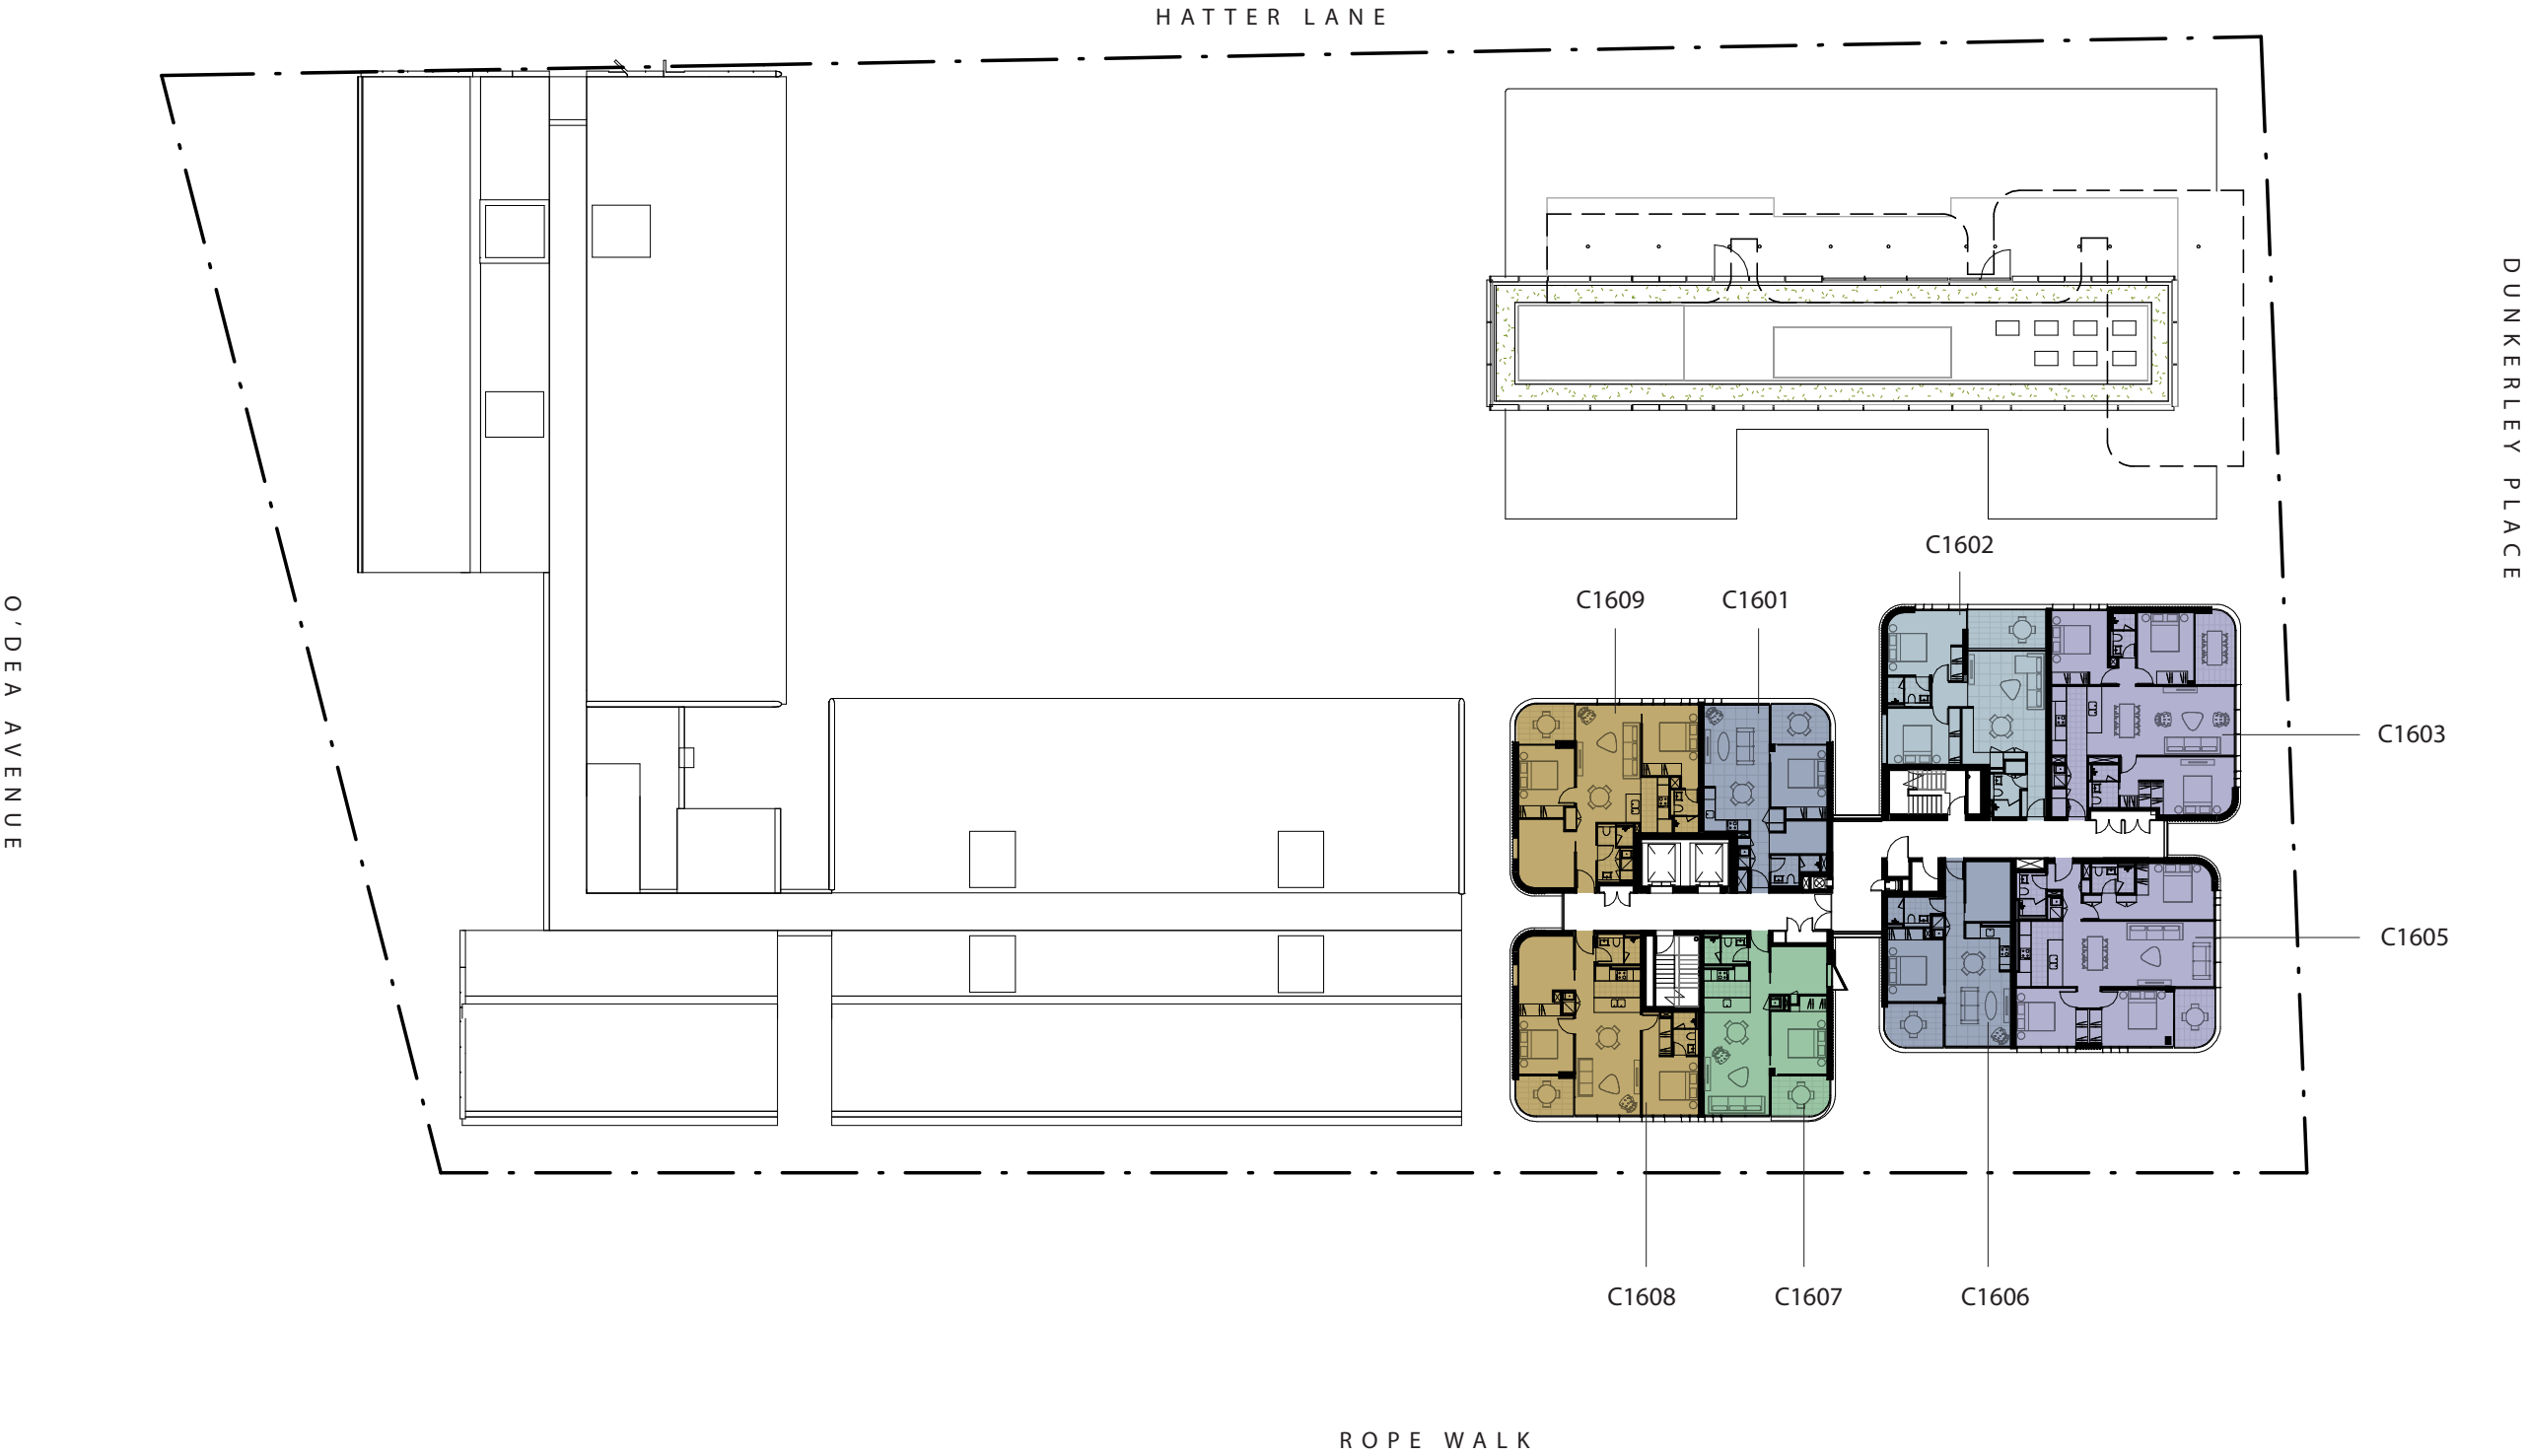 HATTER LANE
DUNKERLEY PLACE
C1602
C1609
C1601
O’DEA AVENUE
C1603
C1605
C1608
C1607
C1606
ROPE WALK